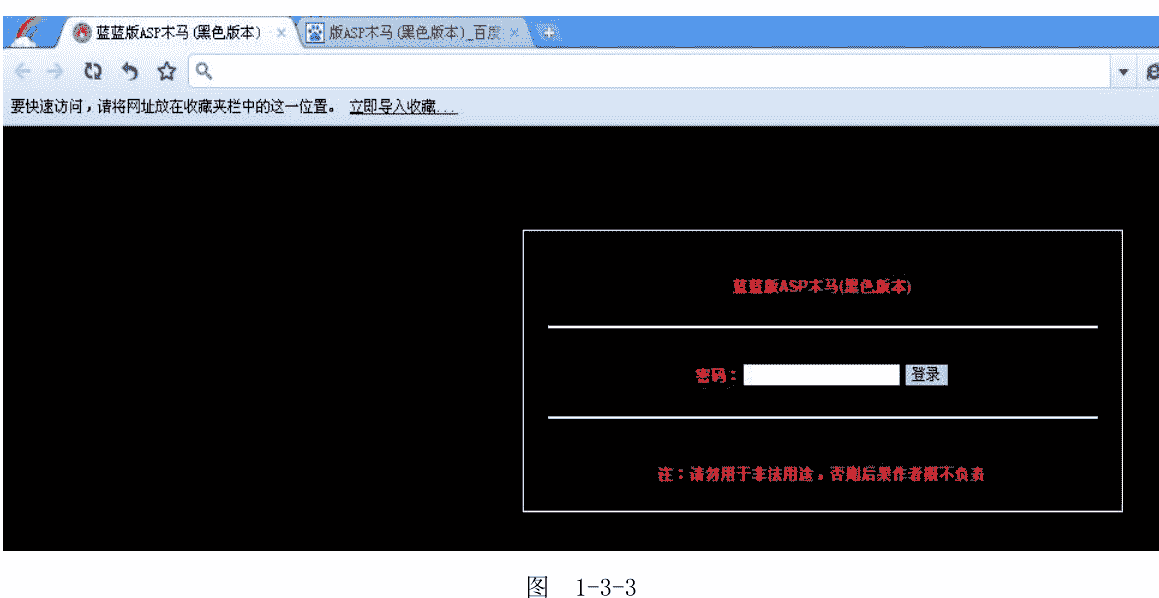 蓝蓝版ASP木马(黑色版本)
版ASP木马(黑色版本)_百度
要快速访问，请将网址放在收藏夹栏中的这一位置。 立即导入收藏...
蓝蓝版ASP木马(黑色版本)
密码： 登录
注：请勿用于非法用途，否则后果作者概不负责
图 1-3-3